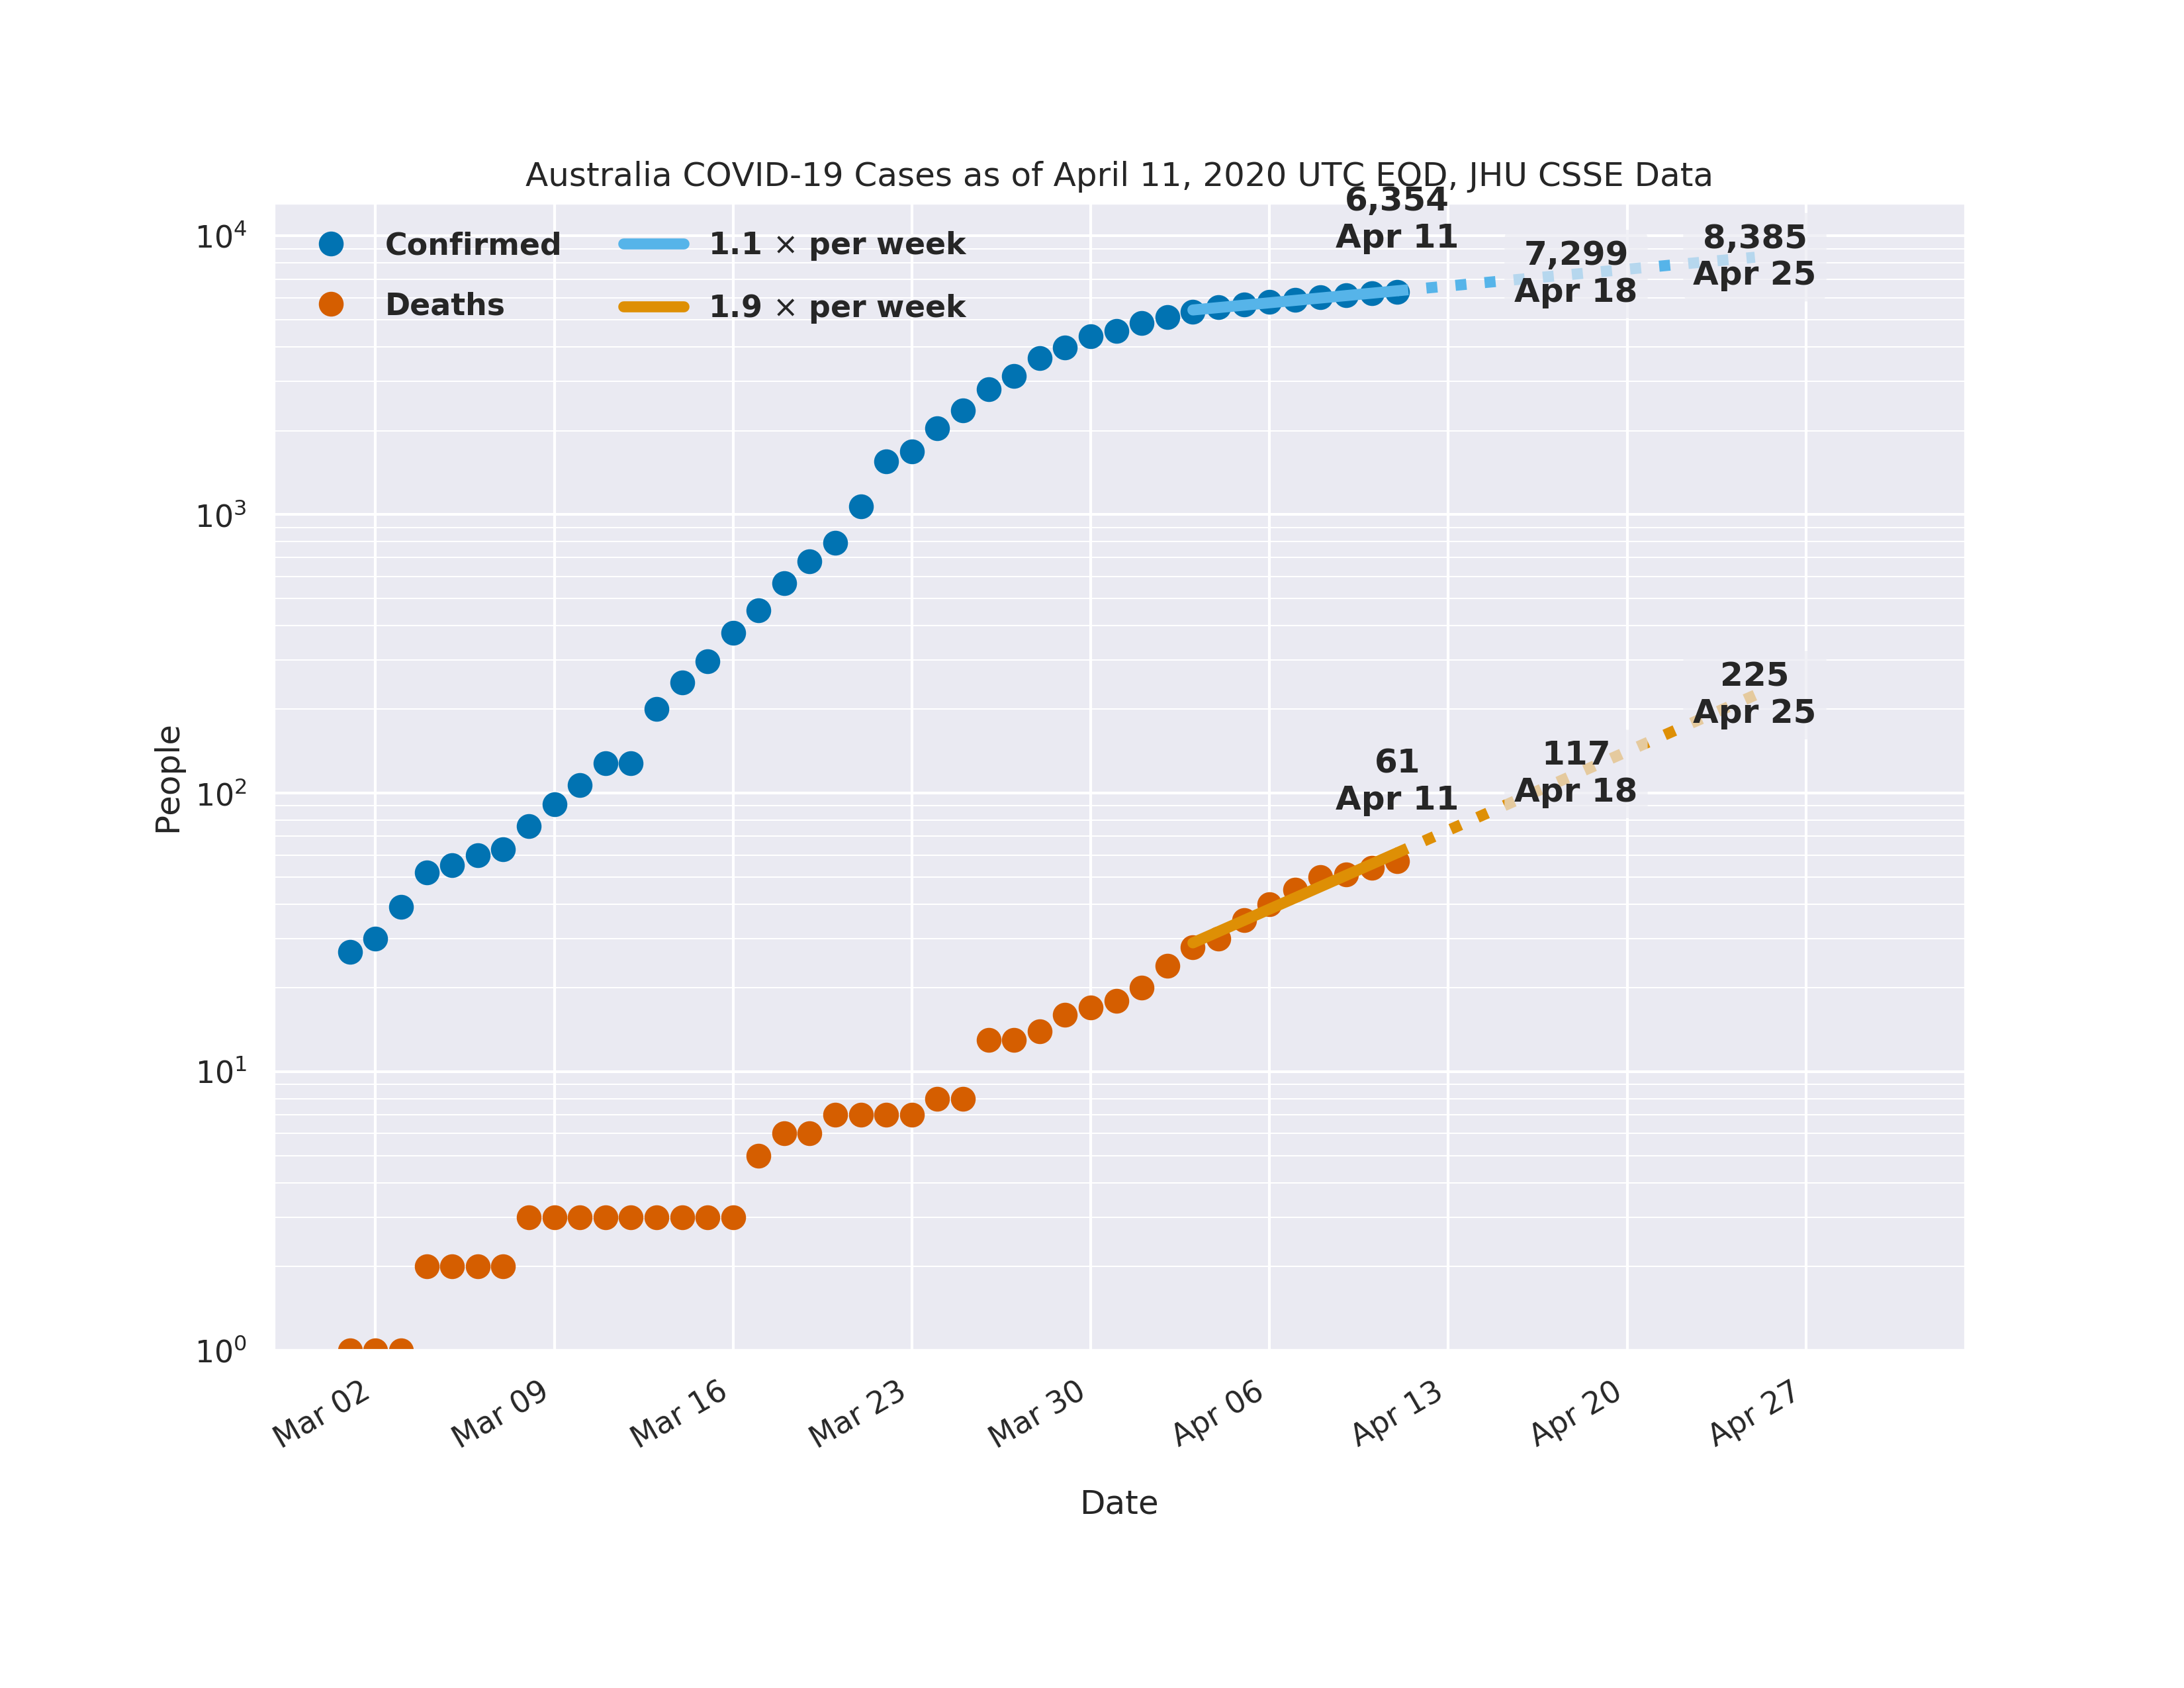 Australia COVID-19 Cases as of April 11, 2020 UTC EOD, JHU CSSE Data
Confirmed
Deaths
1.1 × per week
1.9 × per week
6,354
Apr 11
7,299
Apr 18
8,385
Apr 25
61
Apr 11
117
Apr 18
225
Apr 25
People
10⁴
10³
10²
10¹
10⁰
Mar 02
Mar 09
Mar 16
Mar 23
Mar 30
Apr 06
Apr 13
Apr 20
Apr 27
Date